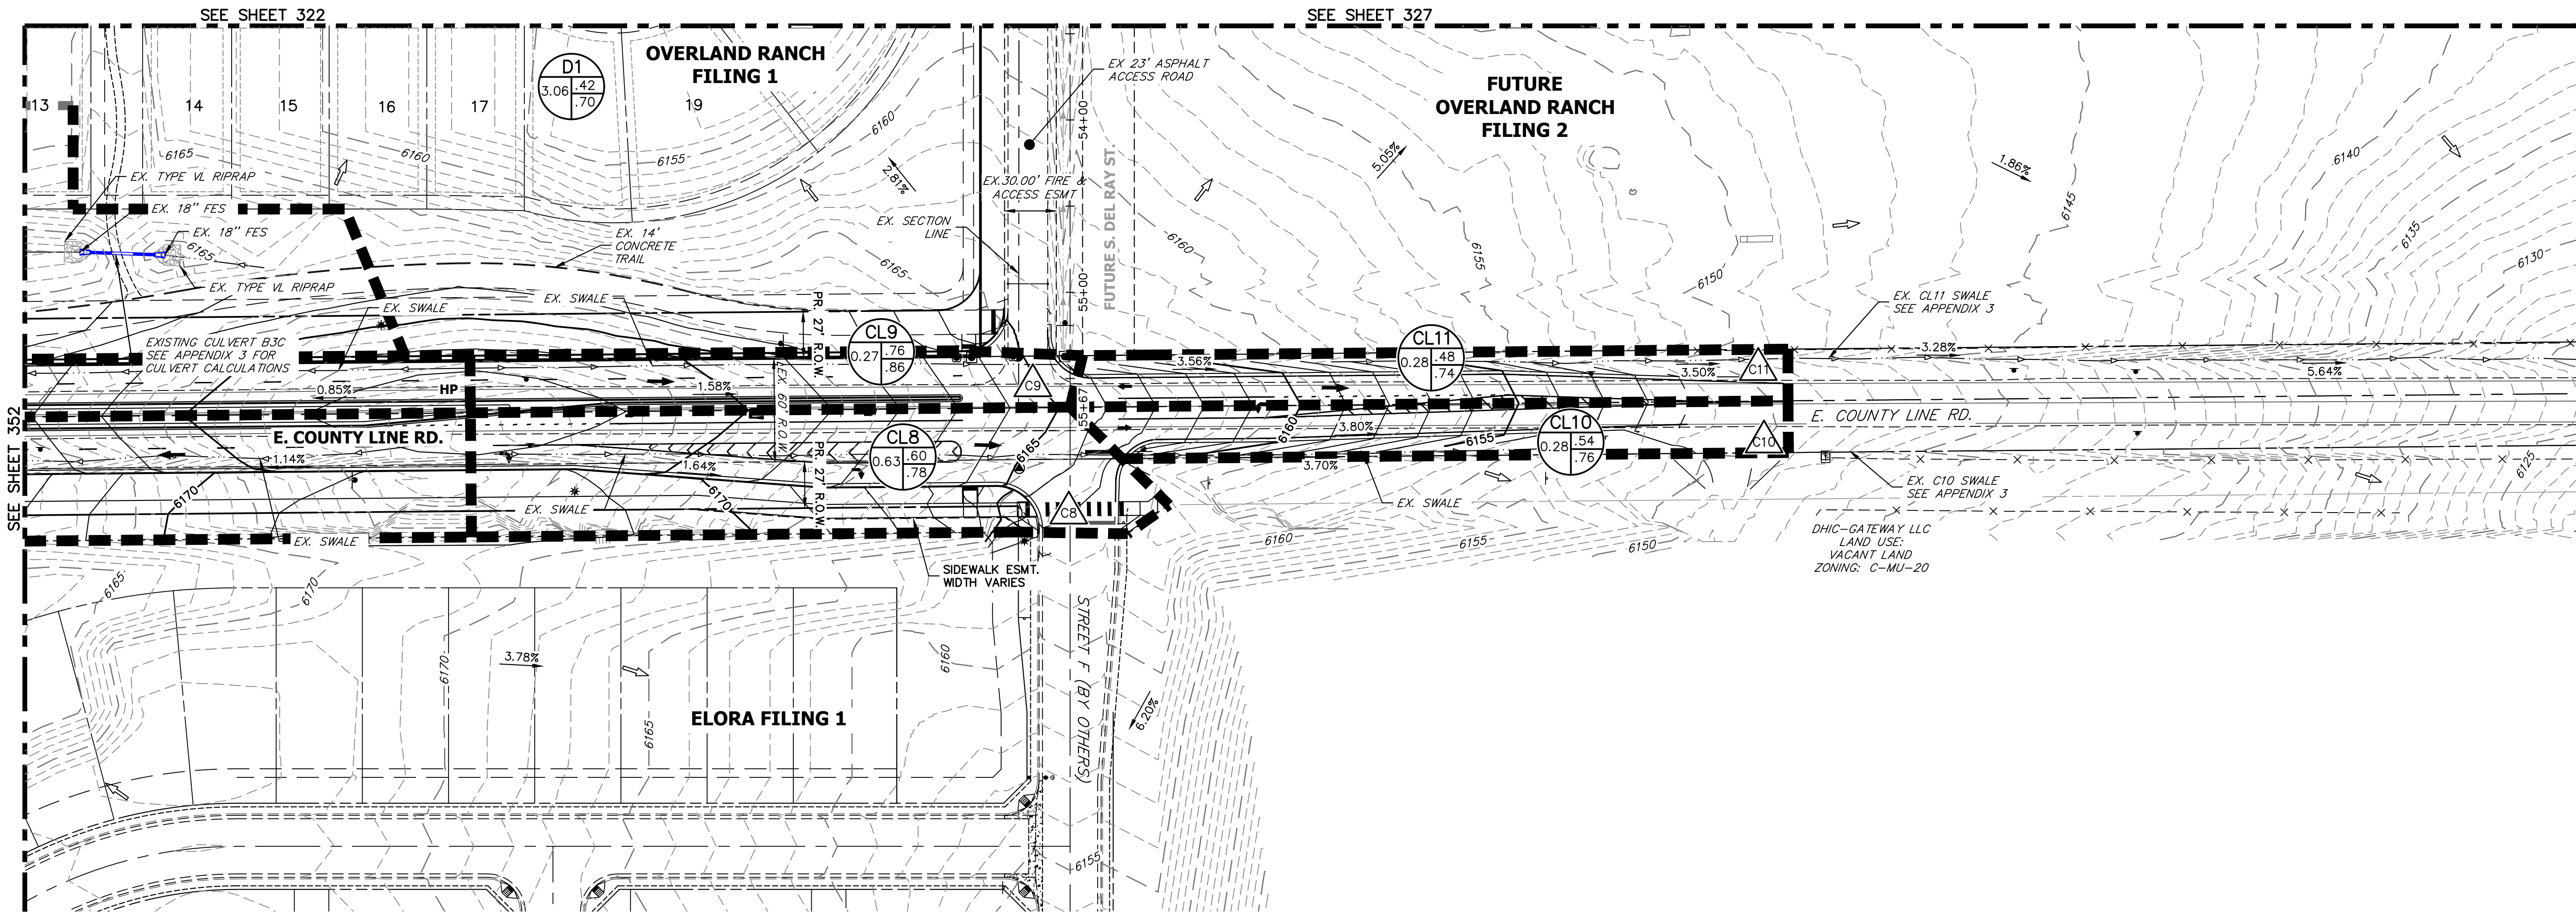 SEE SHEET 322
SEE SHEET 327
OVERLAND RANCH
FILING 1
D1
3.06
.42
.70
13
14
15
16
17
19
EX 23' ASPHALT
ACCESS ROAD
FUTURE
OVERLAND RANCH
FILING 2
54+00
6160
6155
6165
6160
2.81%
5.05%
1.86%
6140
6145
6135
6130
EX. TYPE VL RIPRAP
EX. 18" FES
EX. 18" FES
6165
EX. TYPE VL RIPRAP
EX.30.00' FIRE &
ACCESS ESMT
EX. SECTION
LINE
EX. 14'
CONCRETE
TRAIL
FUTURE S. DEL RAY ST.
55+00
6160
6155
6150
6165
EX. SWALE
EX. SWALE
PR. 27' R.O.W.
EX. CL11 SWALE
SEE APPENDIX 3
EXISTING CULVERT B3C
SEE APPENDIX 3 FOR
CULVERT CALCULATIONS
CL9
0.27
.76
.86
CL11
0.28
.48
.74
3.56%
3.28%
3.50%
5.64%
C9
C11
0.85%
HP
1.58%
EX. 60' R.O.W.
55+67
E. COUNTY LINE RD.
SEE SHEET 352
E. COUNTY LINE RD.
CL8
0.63
.60
.78
6165
6160
3.80%
6155
CL10
0.28
.54
.76
C10
1.14%
1.64%
3.70%
6170
6170
PR. 27' R.O.W.
EX. SWALE
C8
EX. SWALE
EX. C10 SWALE
SEE APPENDIX 3
6125
EX. SWALE
6160
6155
6150
DHIC-GATEWAY LLC
LAND USE:
VACANT LAND
ZONING: C-MU-20
SIDEWALK ESMT.
WIDTH VARIES
6165
6170
6170
3.78%
6165
6160
STREET F (BY OTHERS)
6.20%
ELORA FILING 1
6155